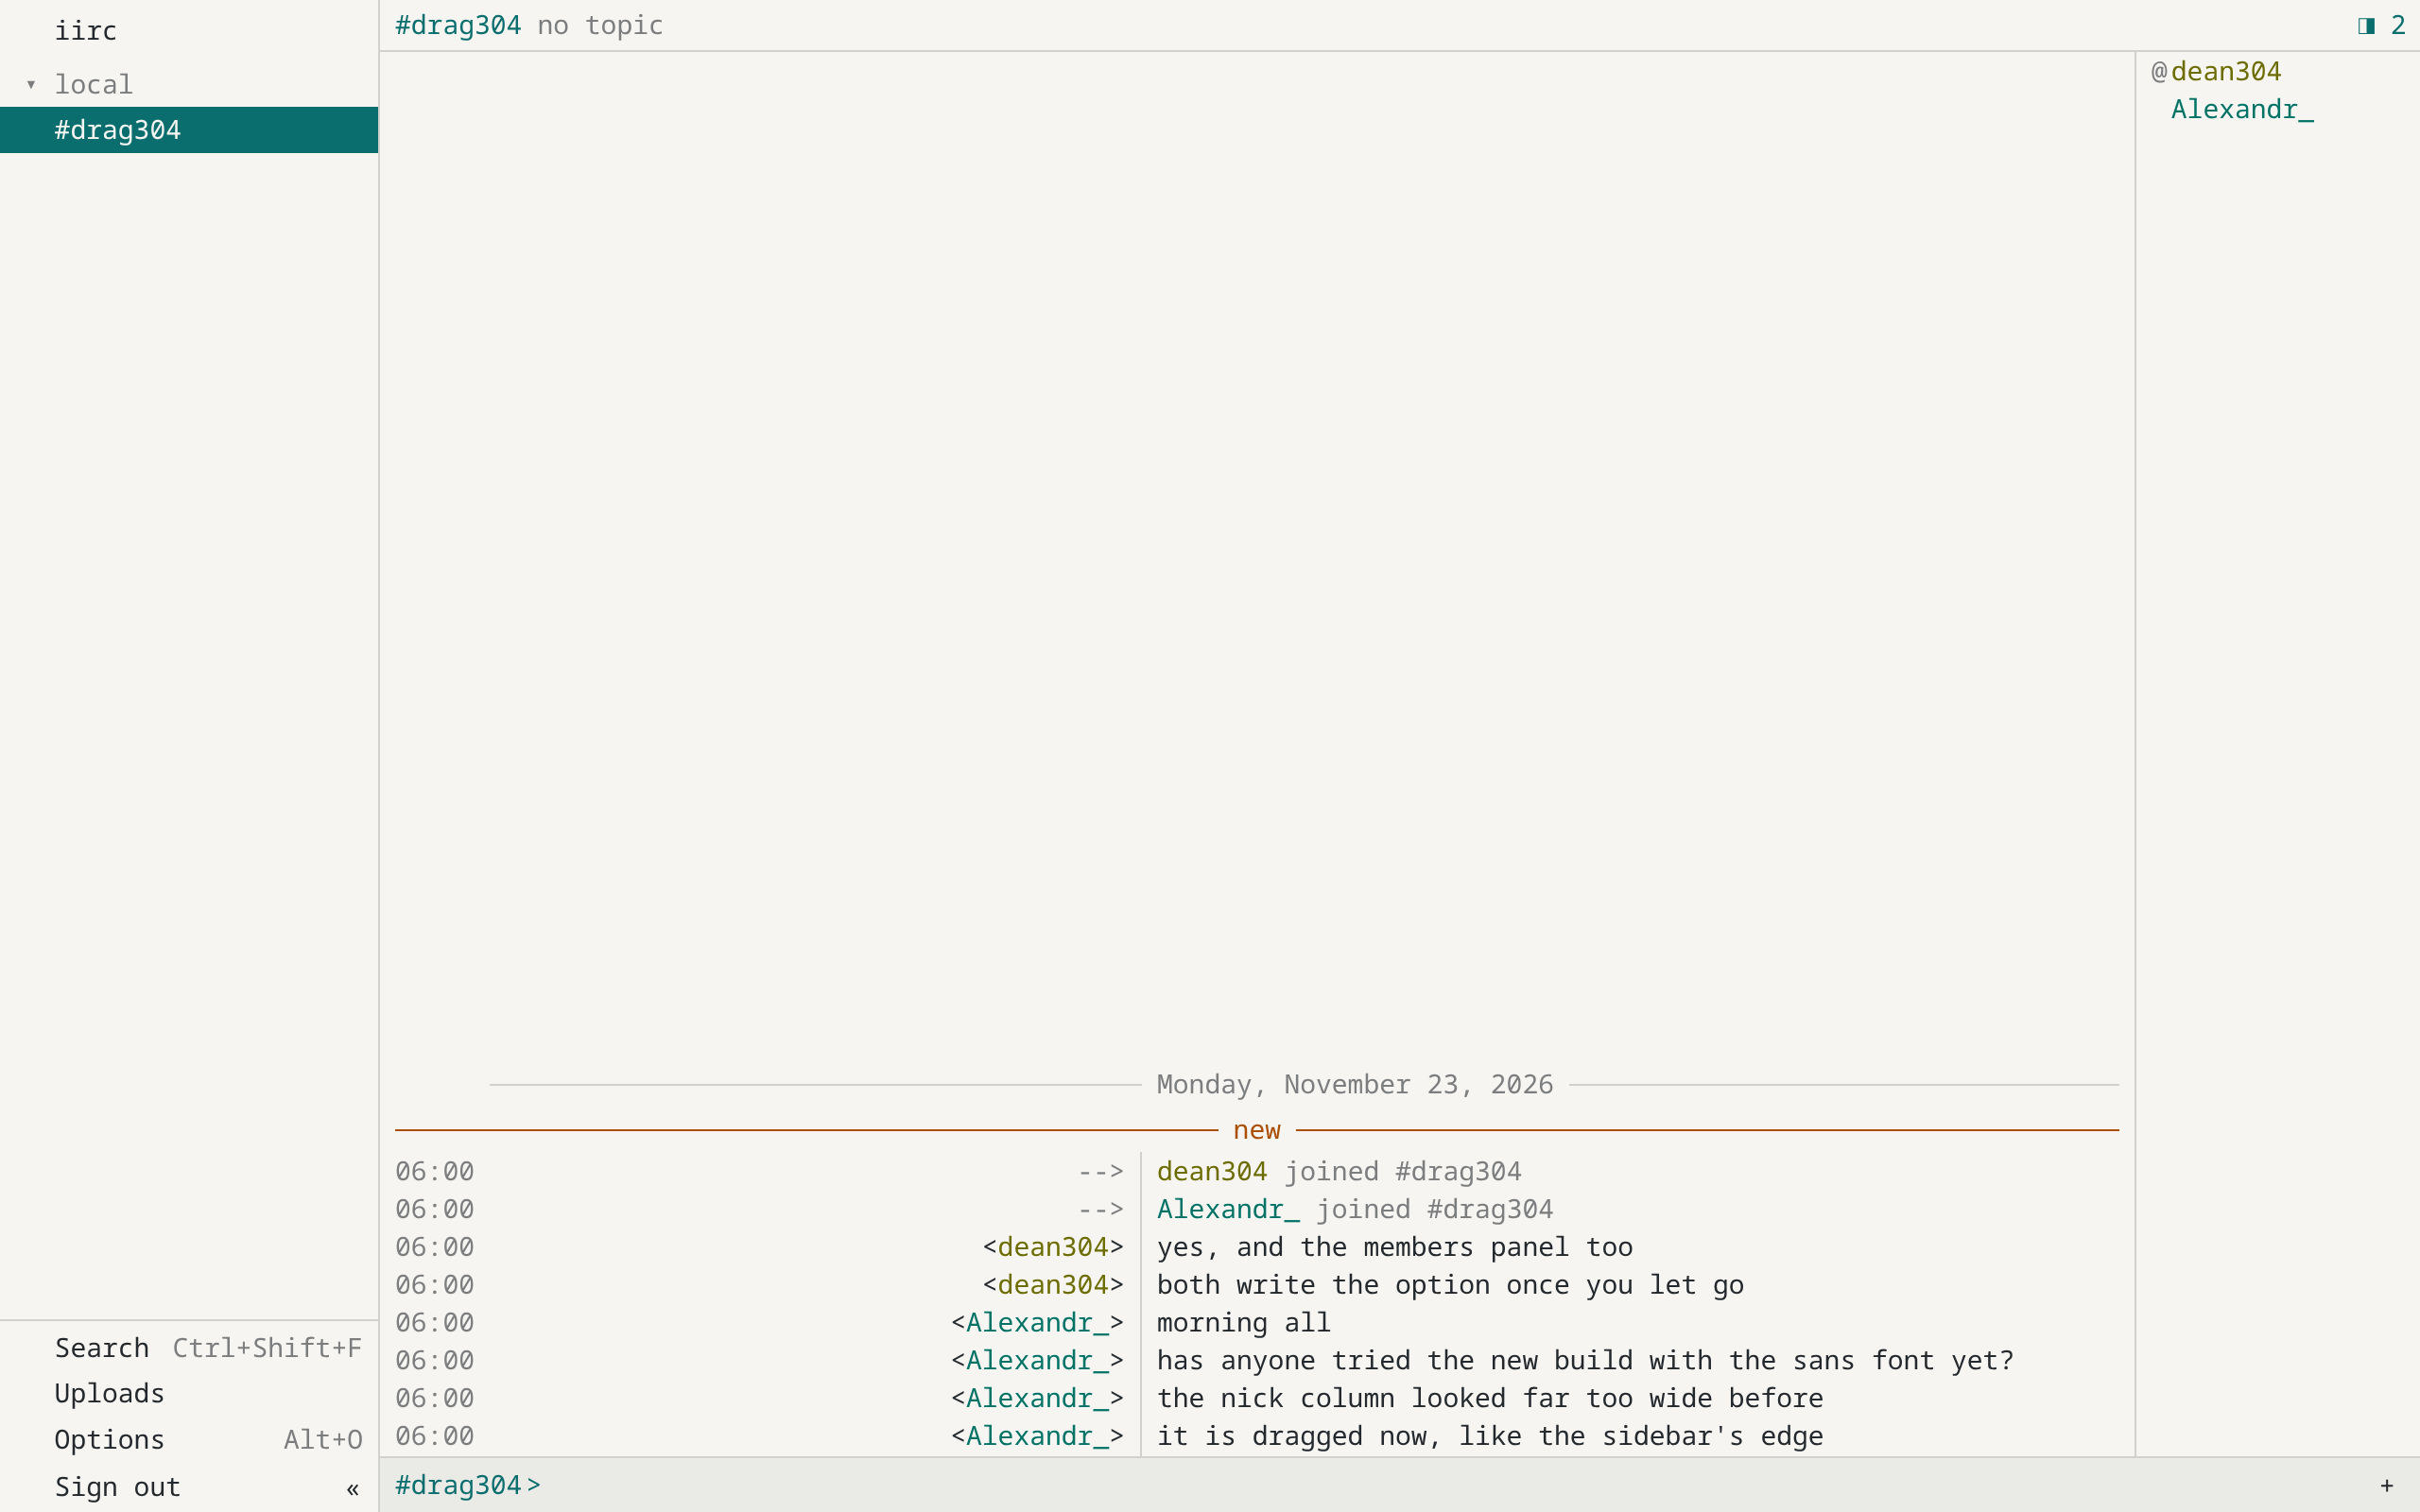 iirc
▾ local
#drag304
Search Ctrl+Shift+F
Uploads
Options Alt+O
Sign out «
#drag304 no topic
◨ 2
Monday, November 23, 2026
new
06:00 --> dean304 joined #drag304
06:00 --> Alexandr_ joined #drag304
06:00 <dean304> yes, and the members panel too
06:00 <dean304> both write the option once you let go
06:00 <Alexandr_> morning all
06:00 <Alexandr_> has anyone tried the new build with the sans font yet?
06:00 <Alexandr_> the nick column looked far too wide before
06:00 <Alexandr_> it is dragged now, like the sidebar's edge
#drag304> +
@dean304
Alexandr_